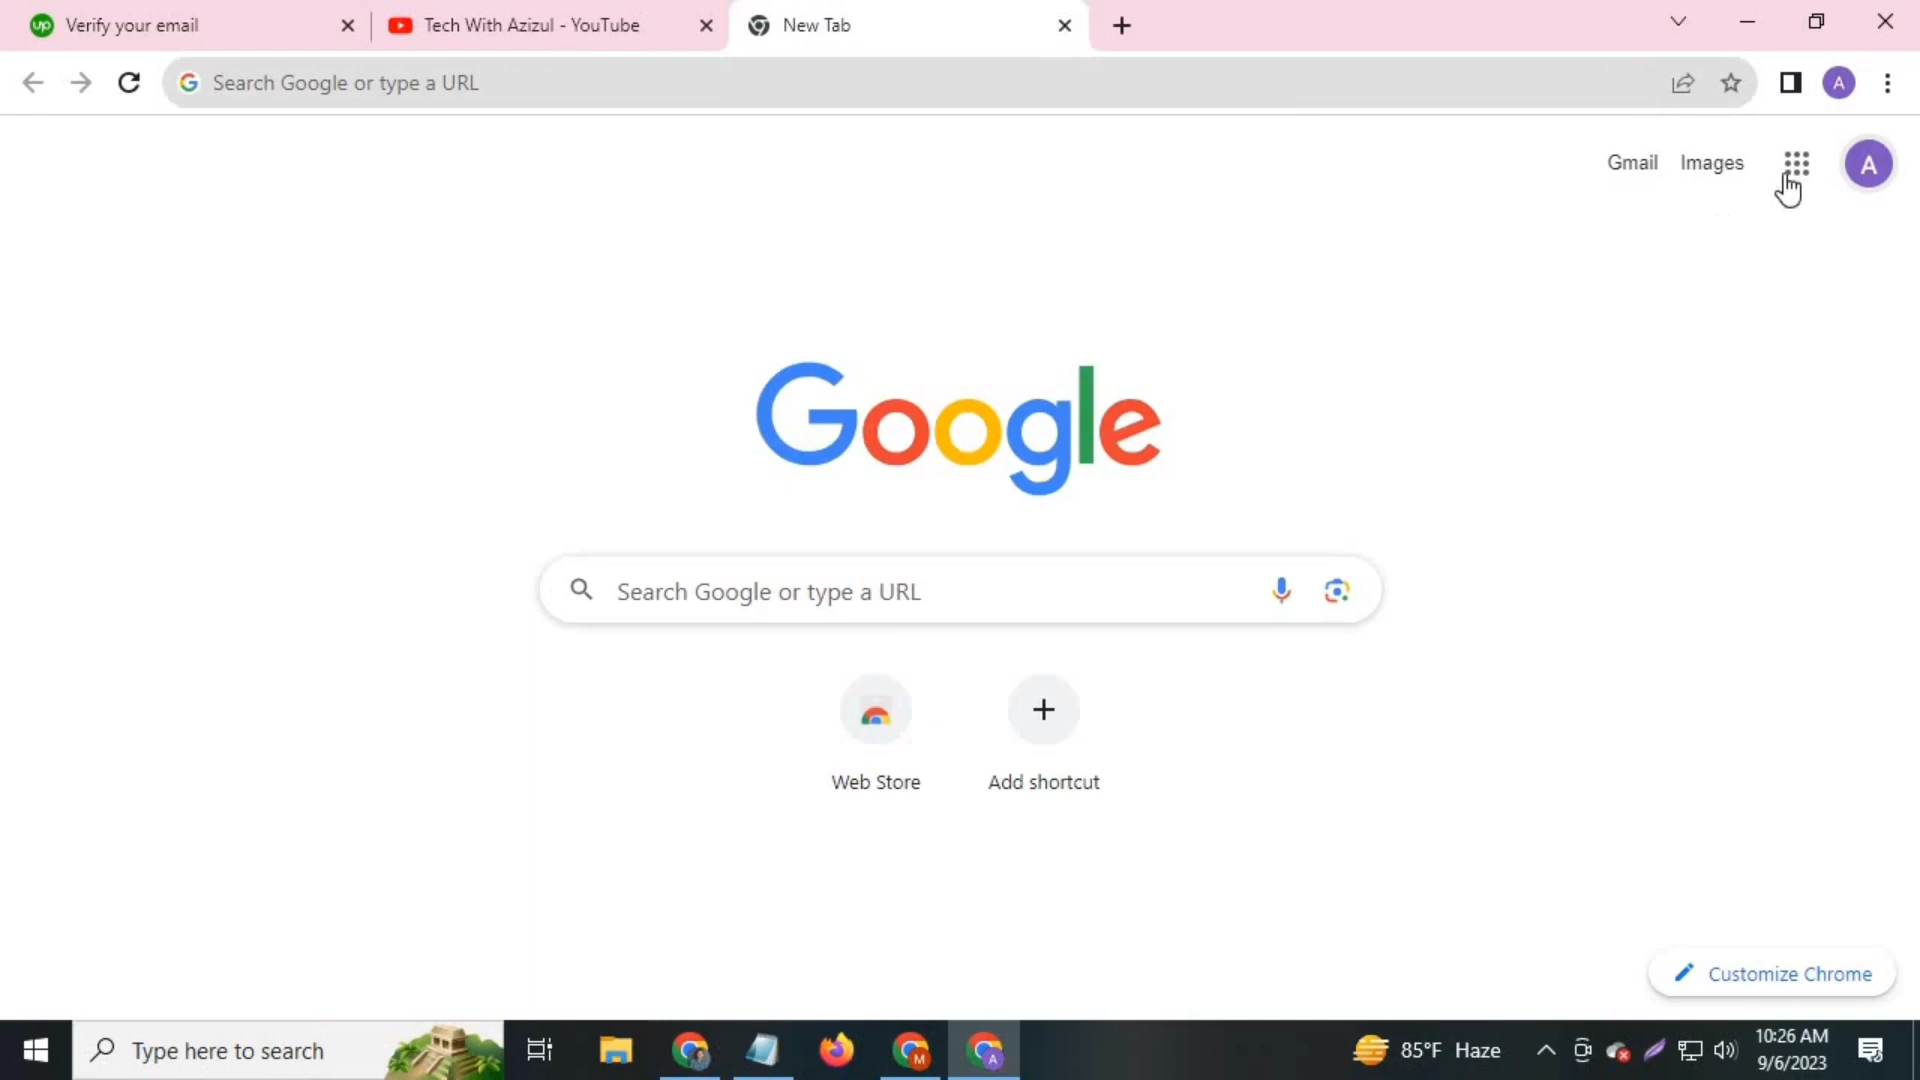 up Verify your email
Tech With Azizul - YouTube
New Tab
Search Google or type a URL
A
Gmail Images A
Google
Search Google or type a URL
Web Store Add shortcut
Customize Chrome
Type here to search
M
A
85°F Haze
10:26 AM
9/6/2023